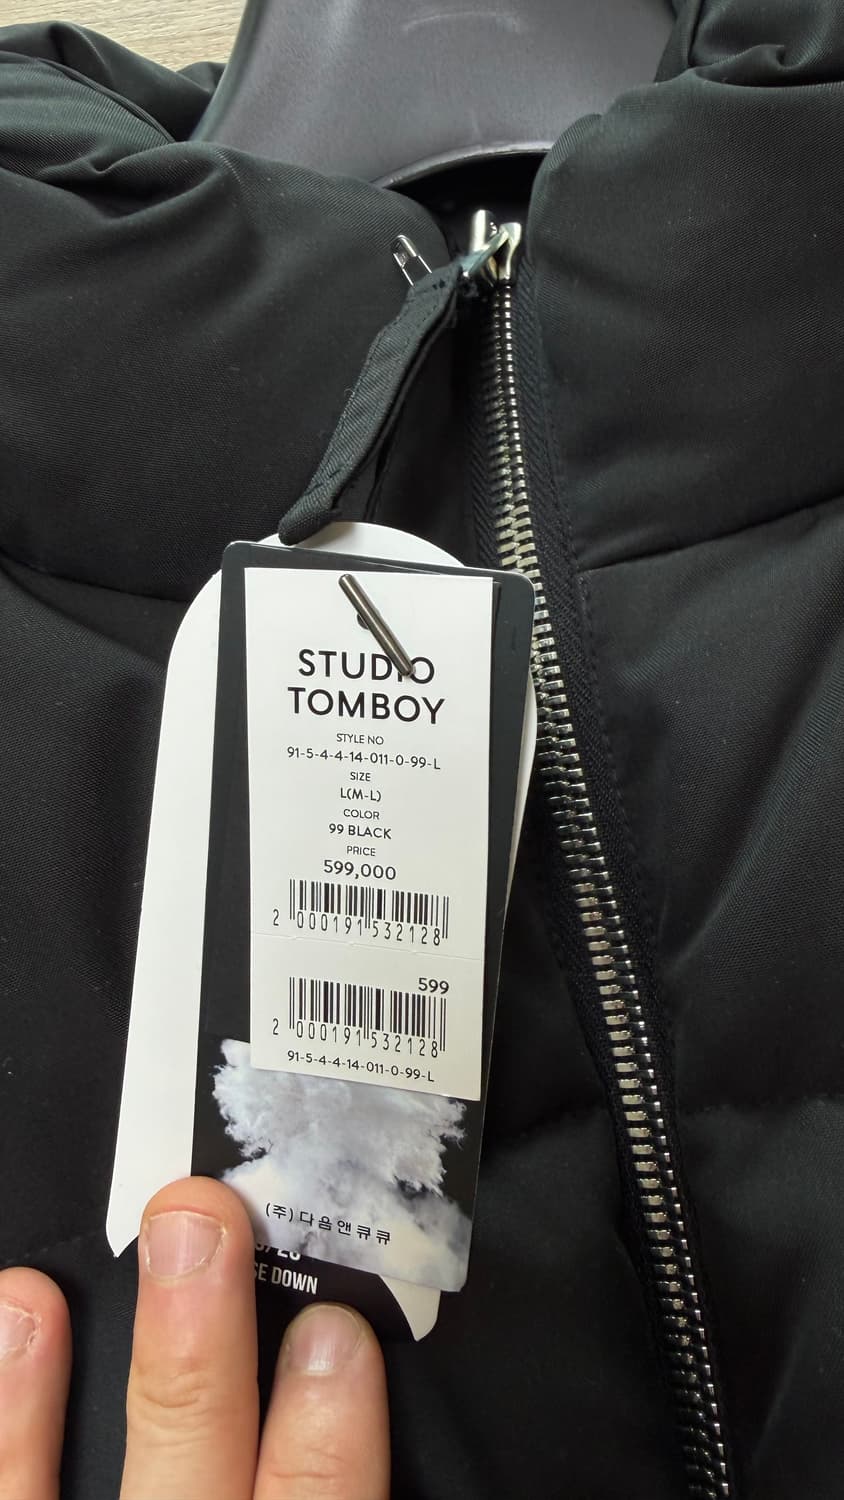 STUDIO
TOMBOY
STYLE NO
91-5-4-4-14-011-0-99-L
SIZE
L(M-L)
COLOR
99 BLACK
PRICE
599,000
2 000191 532128
599
2 000191 532128
91-5-4-4-14-011-0-99-L
(주)다음앤큐큐
SE DOWN